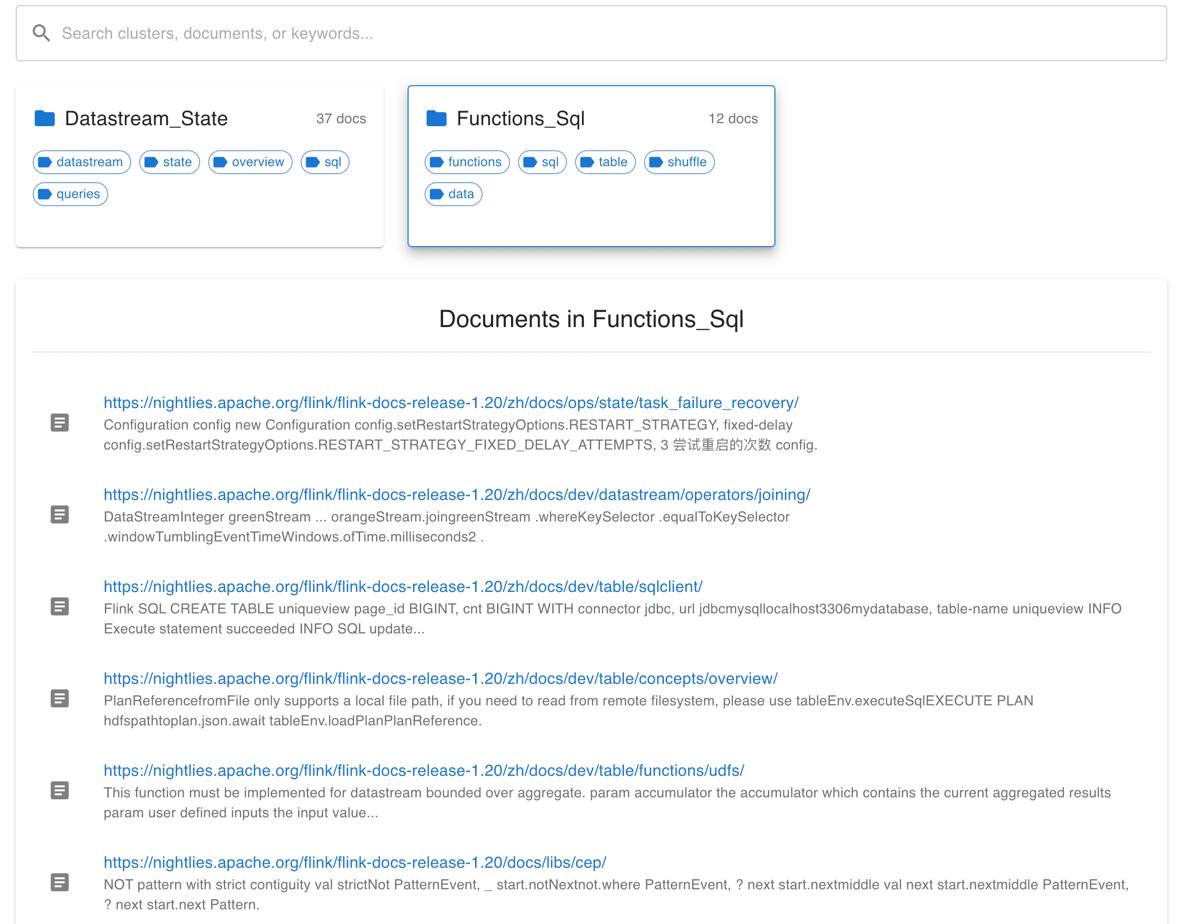 Search clusters, documents, or keywords...
Datastream_State
37 docs
datastream
state
overview
sql
queries
Functions_Sql
12 docs
functions
sql
table
shuffle
data
Documents in Functions_Sql
https://nightlies.apache.org/flink/flink-docs-release-1.20/zh/docs/ops/state/task_failure_recovery/
Configuration config new Configuration config.setRestartStrategyOptions.RESTART_STRATEGY, fixed-delay
config.setRestartStrategyOptions.RESTART_STRATEGY_FIXED_DELAY_ATTEMPTS, 3 尝试重启的次数 config.
https://nightlies.apache.org/flink/flink-docs-release-1.20/zh/docs/dev/datastream/operators/joining/
DataStreamInteger greenStream ... orangeStream.joingreenStream .whereKeySelector .equalToKeySelector
.windowTumblingEventTimeWindows.ofTime.milliseconds2 .
https://nightlies.apache.org/flink/flink-docs-release-1.20/zh/docs/dev/table/sqlclient/
Flink SQL CREATE TABLE uniqueview page_id BIGINT, cnt BIGINT WITH connector jdbc, url jdbcmysqllocalhost3306mydatabase, table-name uniqueview INFO
Execute statement succeeded INFO SQL update...
https://nightlies.apache.org/flink/flink-docs-release-1.20/zh/docs/dev/table/concepts/overview/
PlanReferencefromFile only supports a local file path, if you need to read from remote filesystem, please use tableEnv.executeSqlEXECUTE PLAN
hdfspathtoplan.json.await tableEnv.loadPlanPlanReference.
https://nightlies.apache.org/flink/flink-docs-release-1.20/zh/docs/dev/table/functions/udfs/
This function must be implemented for datastream bounded over aggregate. param accumulator the accumulator which contains the current aggregated results
param user defined inputs the input value...
https://nightlies.apache.org/flink/flink-docs-release-1.20/docs/libs/cep/
NOT pattern with strict contiguity val strictNot PatternEvent, _ start.notNextnot.where PatternEvent, ? next start.nextmiddle val next start.nextmiddle PatternEvent,
? next start.next Pattern.